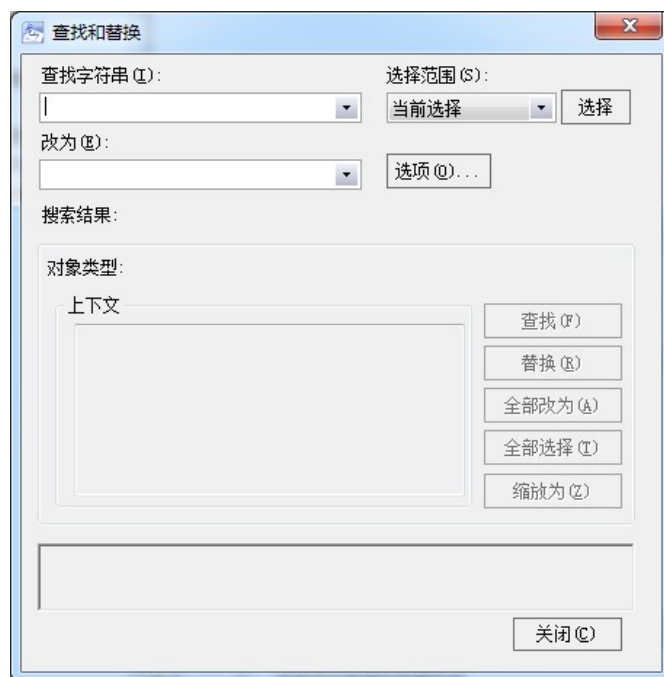 查找和替换
查找字符串(I):
选择范围(S):
当前选择
选择
改为(E):
选项(O)...
搜索结果:
对象类型:
上下文
查找(F)
替换(R)
全部改为(A)
全部选择(T)
缩放为(Z)
关闭(C)